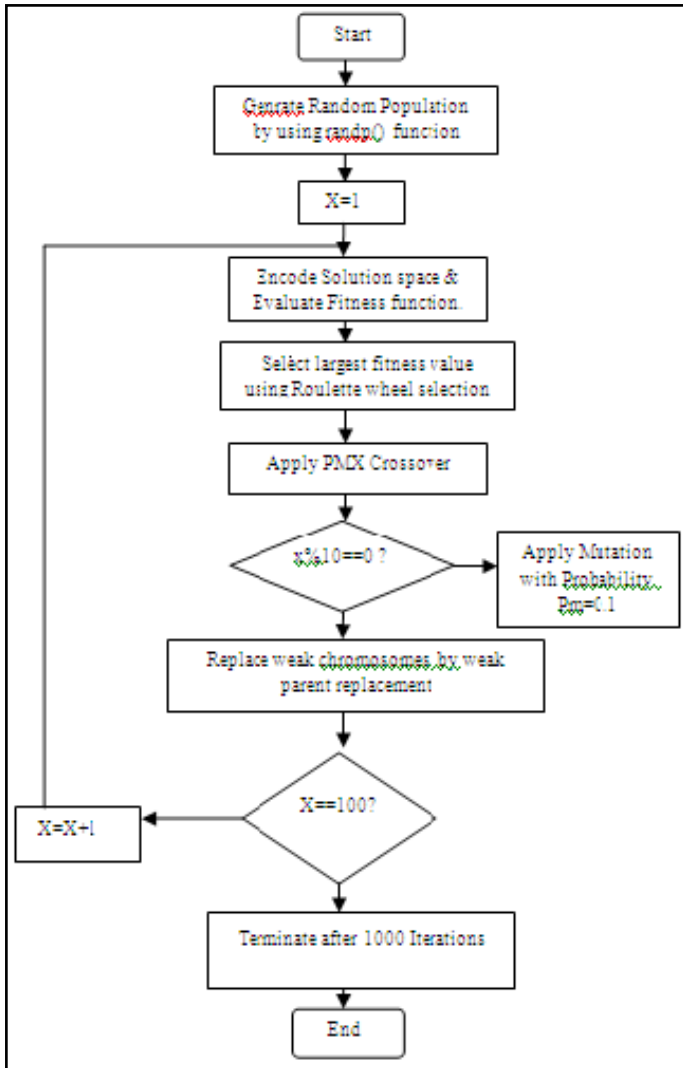 Start
Genrate Random Population
by using randp() function
X=1
Encode Solution space &
Evaluate Fitness function.
Select largest fitness value
using Roulette wheel selection
Apply PMX Crossover
x%10==0 ?
Apply Mutation
with Probability
Pm=0.1
Replace weak chromosomes by weak
parent replacement
X==100?
X=X+1
Terminate after 1000 Iterations
End